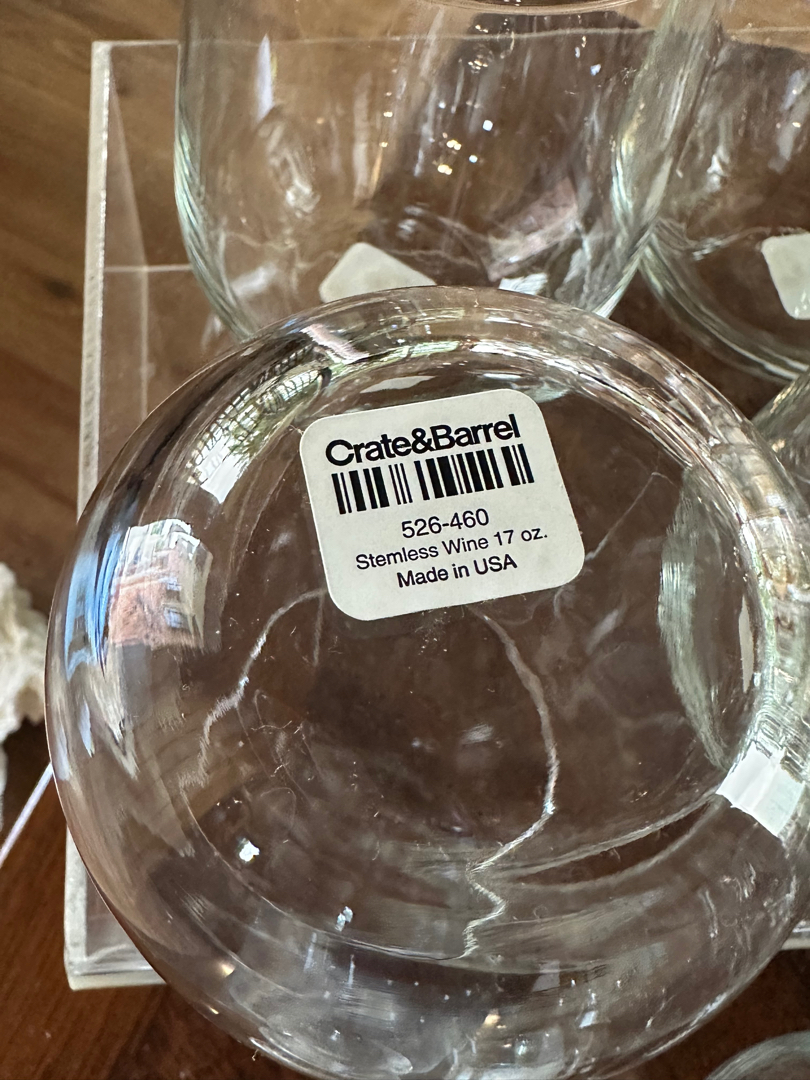 Crate&Barrel
526-460
Stemless Wine 17 oz.
Made in USA